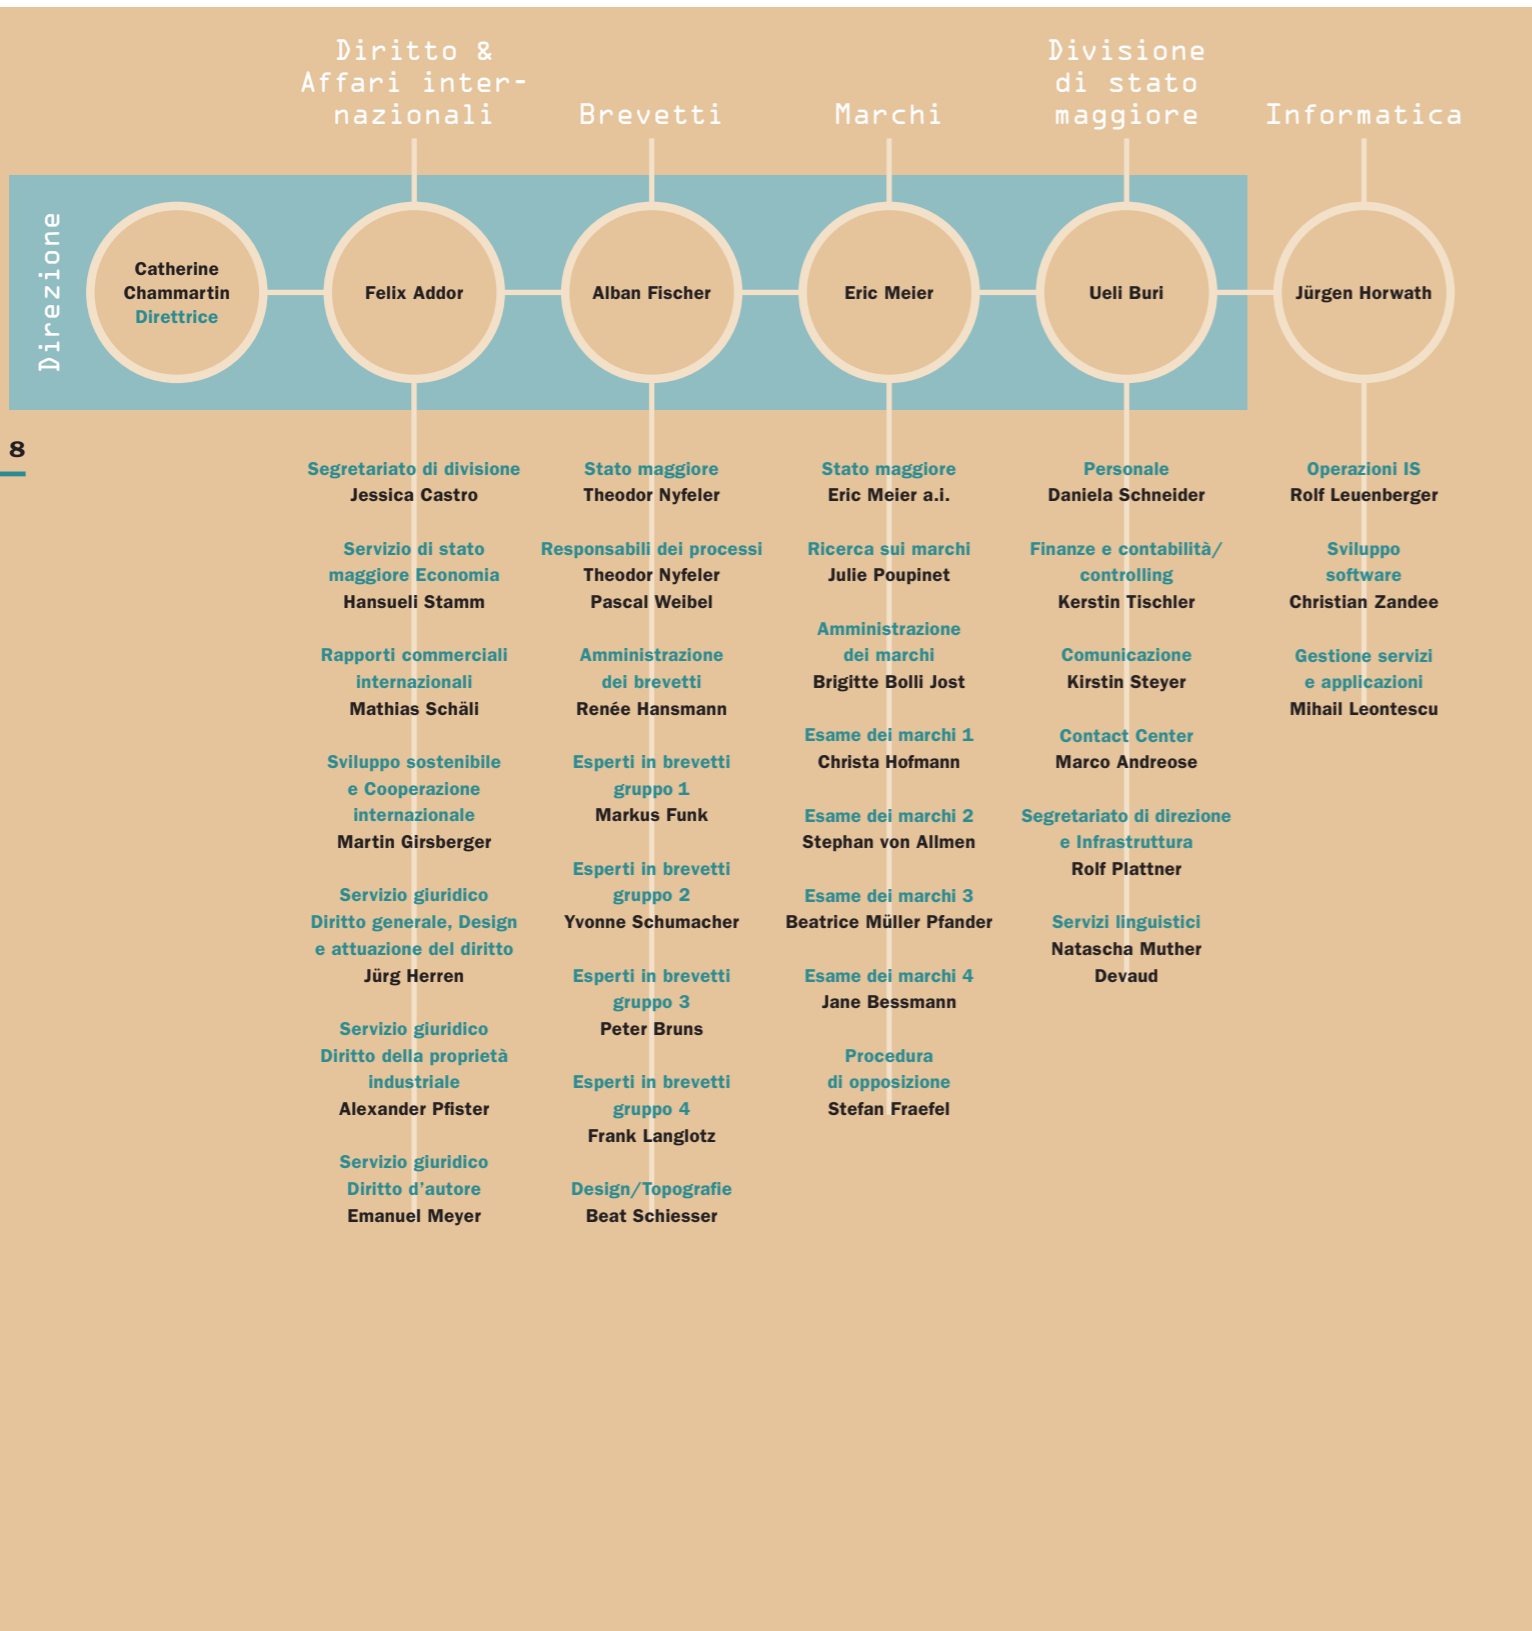 Diritto &
Affari inter-
nazionali
Brevetti
Marchi
Divisione
di stato
maggiore
Informatica
Direzione
Catherine
Chammartin
Direttrice
Felix Addor
Alban Fischer
Eric Meier
Ueli Buri
Jürgen Horwath
8
Segretariato di divisione
Jessica Castro
Servizio di stato
maggiore Economia
Hansueli Stamm
Rapporti commerciali
internazionali
Mathias Schäli
Sviluppo sostenibile
e Cooperazione
internazionale
Martin Girsberger
Servizio giuridico
Diritto generale, Design
e attuazione del diritto
Jürg Herren
Servizio giuridico
Diritto della proprietà
industriale
Alexander Pfister
Servizio giuridico
Diritto d’autore
Emanuel Meyer
Stato maggiore
Theodor Nyfeler
Responsabili dei processi
Theodor Nyfeler
Pascal Weibel
Amministrazione
dei brevetti
Renée Hansmann
Esperti in brevetti
gruppo 1
Markus Funk
Esperti in brevetti
gruppo 2
Yvonne Schumacher
Esperti in brevetti
gruppo 3
Peter Bruns
Esperti in brevetti
gruppo 4
Frank Langlotz
Design/Topografie
Beat Schiesser
Stato maggiore
Eric Meier a.i.
Ricerca sui marchi
Julie Poupinet
Amministrazione
dei marchi
Brigitte Bolli Jost
Esame dei marchi 1
Christa Hofmann
Esame dei marchi 2
Stephan von Allmen
Esame dei marchi 3
Beatrice Müller Pfander
Esame dei marchi 4
Jane Bessmann
Procedura
di opposizione
Stefan Fraefel
Personale
Daniela Schneider
Finanze e contabilità/
controlling
Kerstin Tischler
Comunicazione
Kirstin Steyer
Contact Center
Marco Andreose
Segretariato di direzione
e Infrastruttura
Rolf Plattner
Servizi linguistici
Natascha Muther
Devaud
Operazioni IS
Rolf Leuenberger
Sviluppo
software
Christian Zandee
Gestione servizi
e applicazioni
Mihail Leontescu